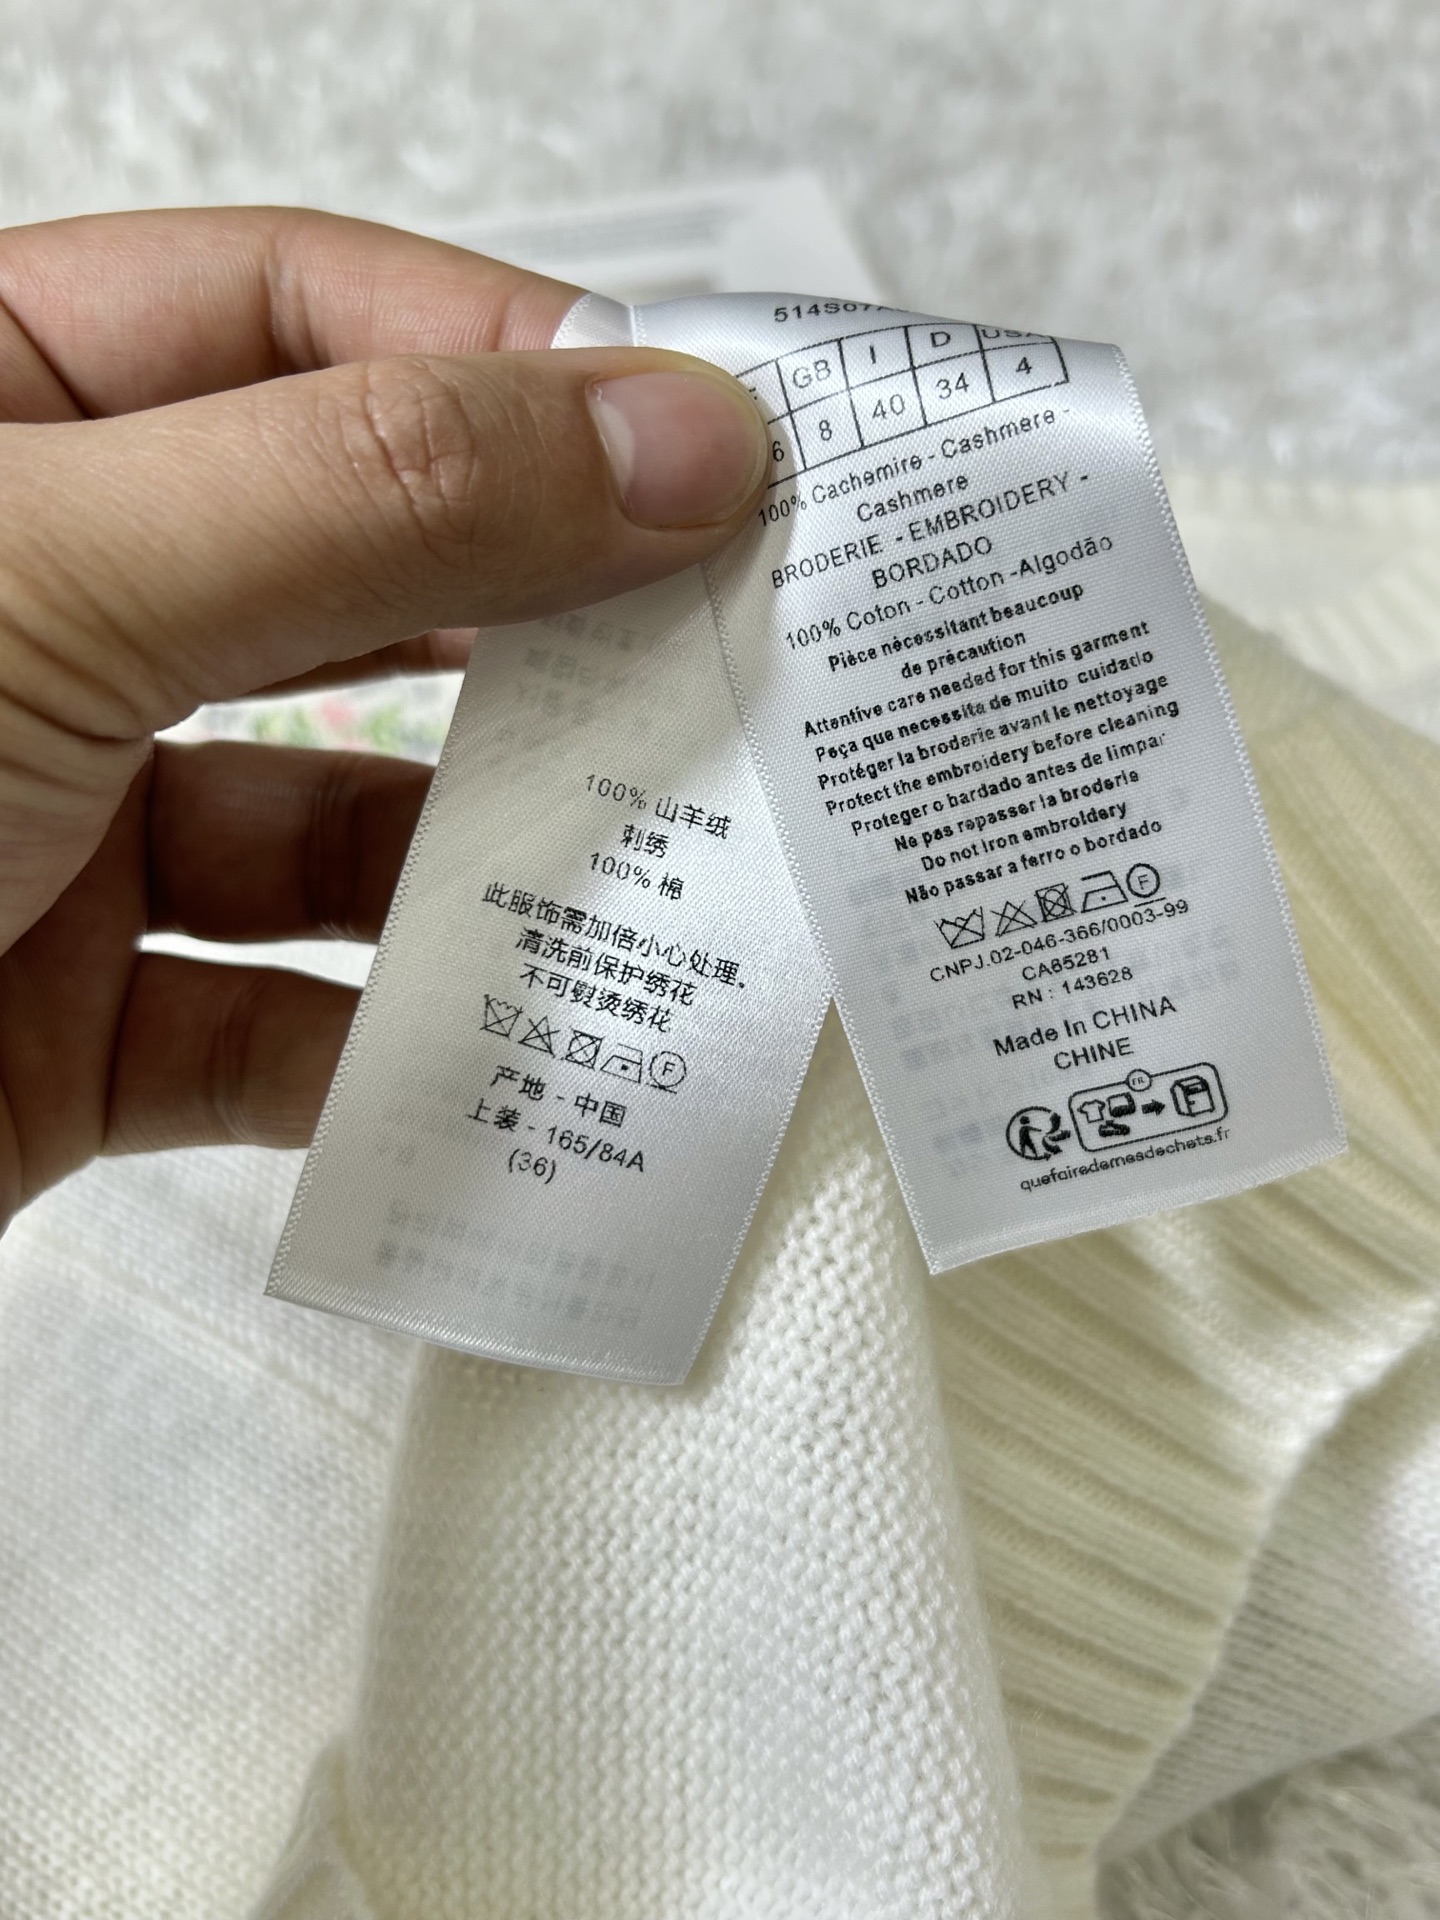 100% 山羊绒
刺绣
100% 棉
此服饰需加倍小心处理.
清洗前保护绣花
不可熨烫绣花
F
产地 - 中国
上装 - 165/84A
(36)
514S07A
GB I D USA
6 8 40 34 4
100% Cachemire - Cashmere -
Cashmere
BRODERIE - EMBROIDERY -
BORDADO
100% Coton - Cotton -Algodão
Pièce nécessitant beaucoup
de précaution
Attentive care needed for this garment
Peça que necessita de muito cuidado
Protéger la broderie avant le nettoyage
Protect the embroidery before cleaning
Proteger o bardado antes de limpar
Ne pas repasser la broderie
Do not iron embroidery
Não passar a ferro o bordado
F
CNPJ.02-046-366/0003-99
CA65281
RN : 143628
Made In CHINA
CHINE
FR
quefairedemesdechets.fr